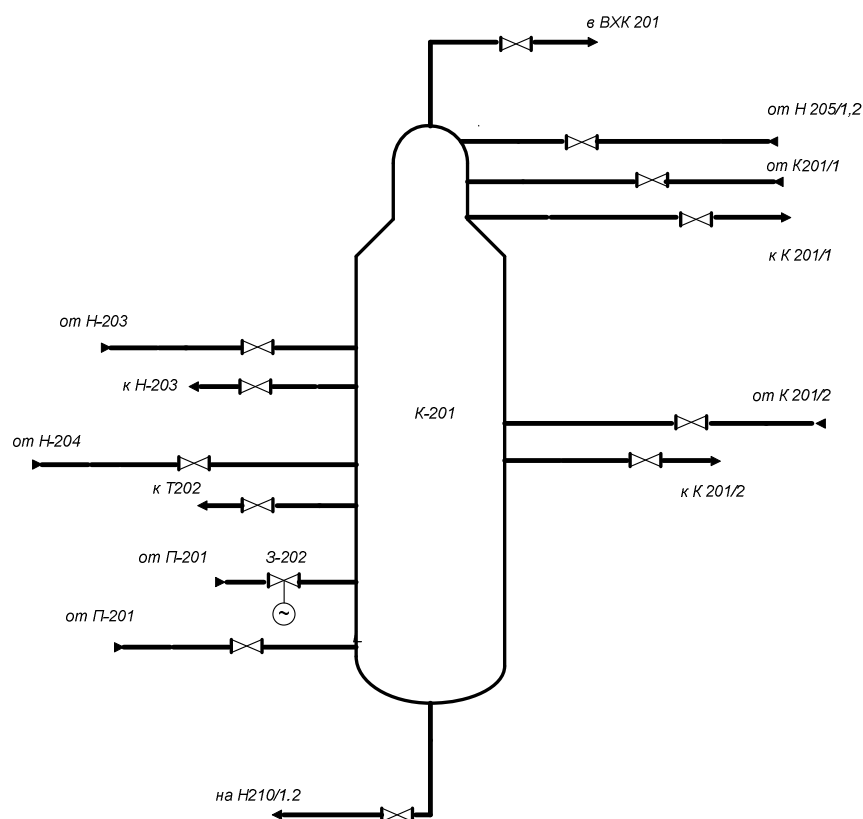 в ВХК 201
от Н 205/1,2
от К201/1
к К 201/1
от Н-203
к Н-203
К-201
от К 201/2
от Н-204
к Т202
к К 201/2
от П-201
З-202
~
от П-201
на Н210/1.2